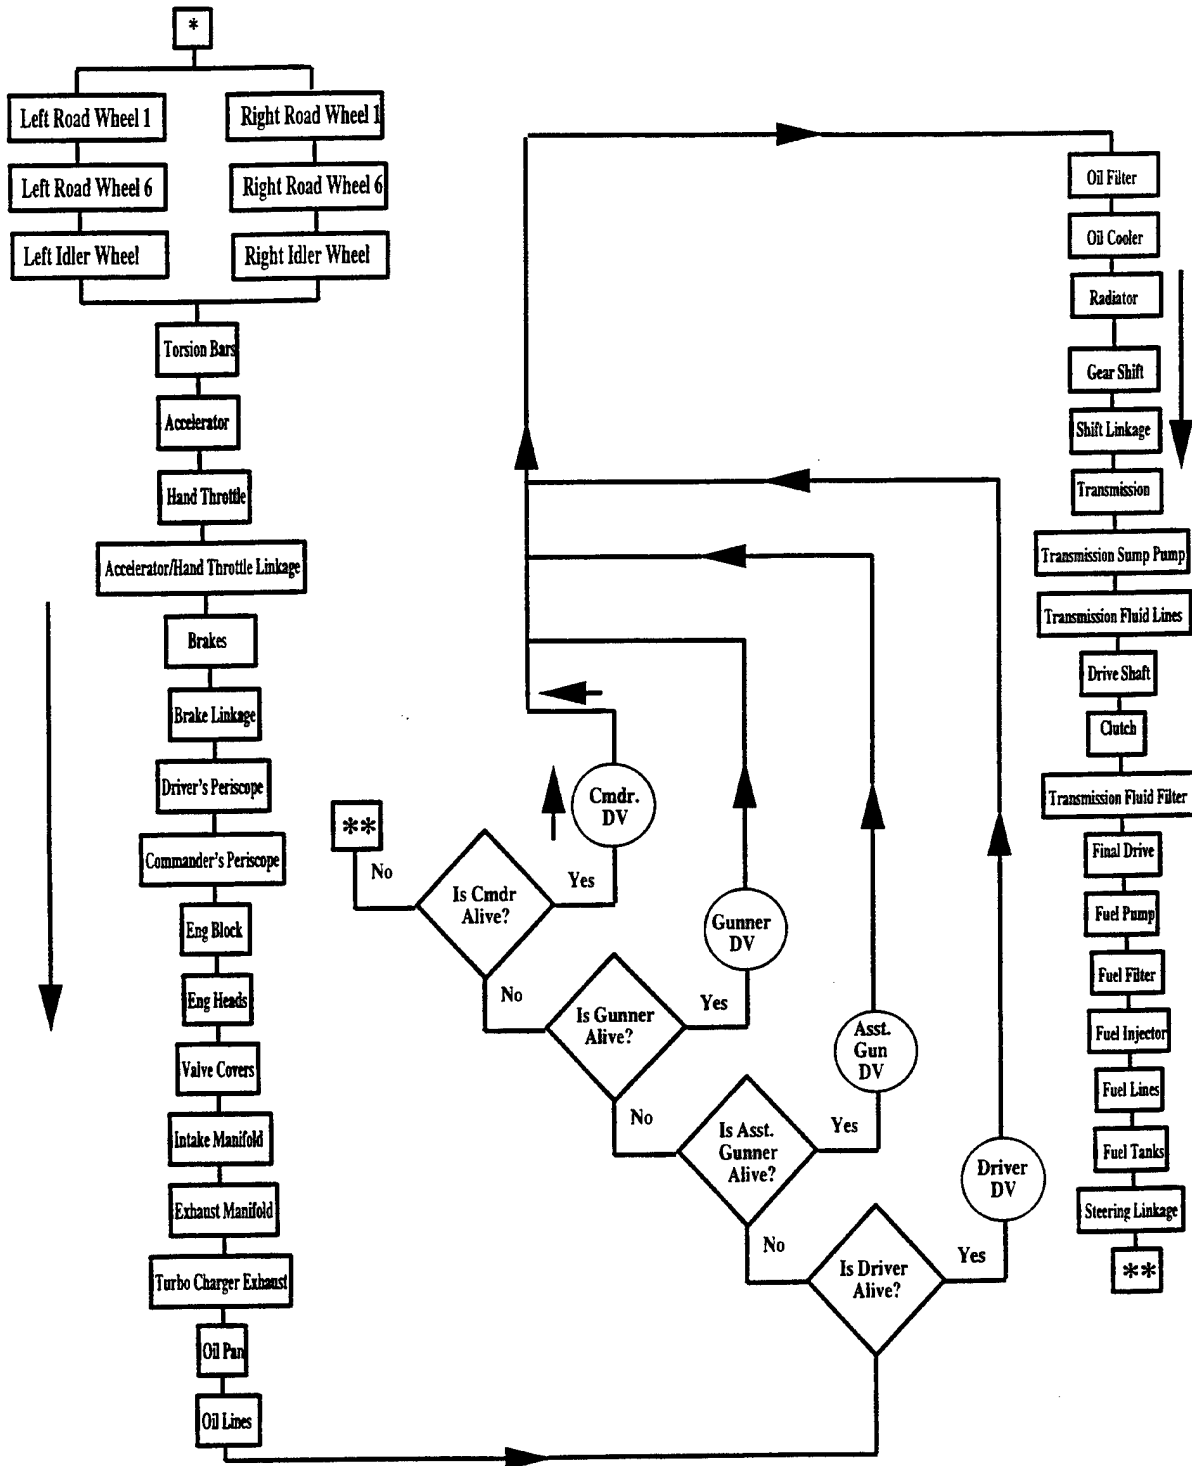 *
Left Road Wheel 1
Right Road Wheel 1
Left Road Wheel 6
Right Road Wheel 6
Left Idler Wheel
Right Idler Wheel
Torsion Bars
Accelerator
Hand Throttle
Accelerator/Hand Throttle Linkage
Brakes
Brake Linkage
Driver's Periscope
Commander's Periscope
Eng Block
Eng Heads
Valve Covers
Intake Manifold
Exhaust Manifold
Turbo Charger Exhaust
Oil Pan
Oil Lines
**
No
Is Cmdr
Alive?
Yes
Cmdr.
DV
No
Is Gunner
Alive?
Yes
Gunner
DV
No
Is Asst.
Gunner
Alive?
Yes
Asst.
Gun
DV
No
Is Driver
Alive?
Yes
Driver
DV
Oil Filter
Oil Cooler
Radiator
Gear Shift
Shift Linkage
Transmission
Transmission Sump Pump
Transmission Fluid Lines
Drive Shaft
Clutch
Transmission Fluid Filter
Final Drive
Fuel Pump
Fuel Filter
Fuel Injector
Fuel Lines
Fuel Tanks
Steering Linkage
**